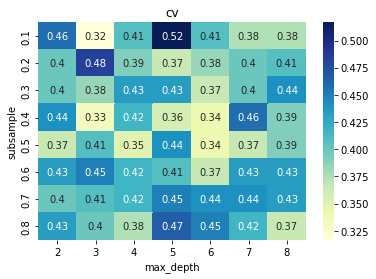 cv
0.1 0.46 0.32 0.41 0.52 0.41 0.38 0.38
0.2 0.4 0.48 0.39 0.37 0.38 0.4 0.41
0.3 0.4 0.38 0.43 0.43 0.37 0.4 0.44
0.4 0.44 0.33 0.42 0.36 0.34 0.46 0.39
0.5 0.37 0.41 0.35 0.44 0.34 0.37 0.39
0.6 0.43 0.45 0.42 0.41 0.37 0.43 0.43
0.7 0.4 0.41 0.42 0.45 0.44 0.44 0.43
0.8 0.43 0.4 0.38 0.47 0.45 0.42 0.37
2 3 4 5 6 7 8
max_depth
subsample
0.500
0.475
0.450
0.425
0.400
0.375
0.350
0.325